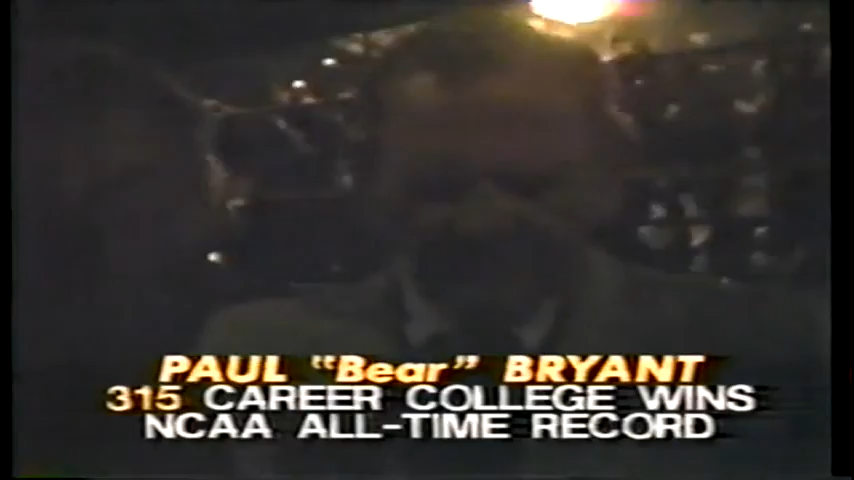 PAUL "Bear" BRYANT
315 CAREER COLLEGE WINS
NCAA ALL-TIME RECORD